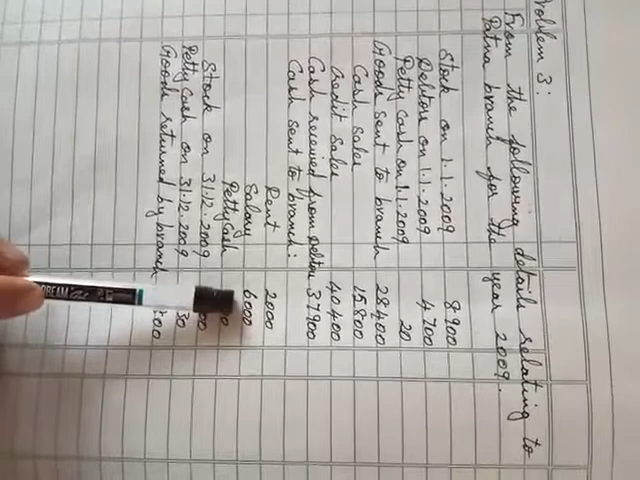 Problem 3:
From the following details relating to
Patna branch for the year 2009.
Stock on 1.1.2009 8900
Debtors on 1.1.2009 4700
Petty cash on 1.1.2009 20
Goods sent to branch 28400
Cash Sales 15800
Credit Sales 40400
Cash received from Debtors 37900
Cash sent to branch:
Rent 2000
Salary 6000
Petty Cash
Stock on 31.12.2009
Petty Cash on 31.12.2009 30
Goods returned by branch
DREAM